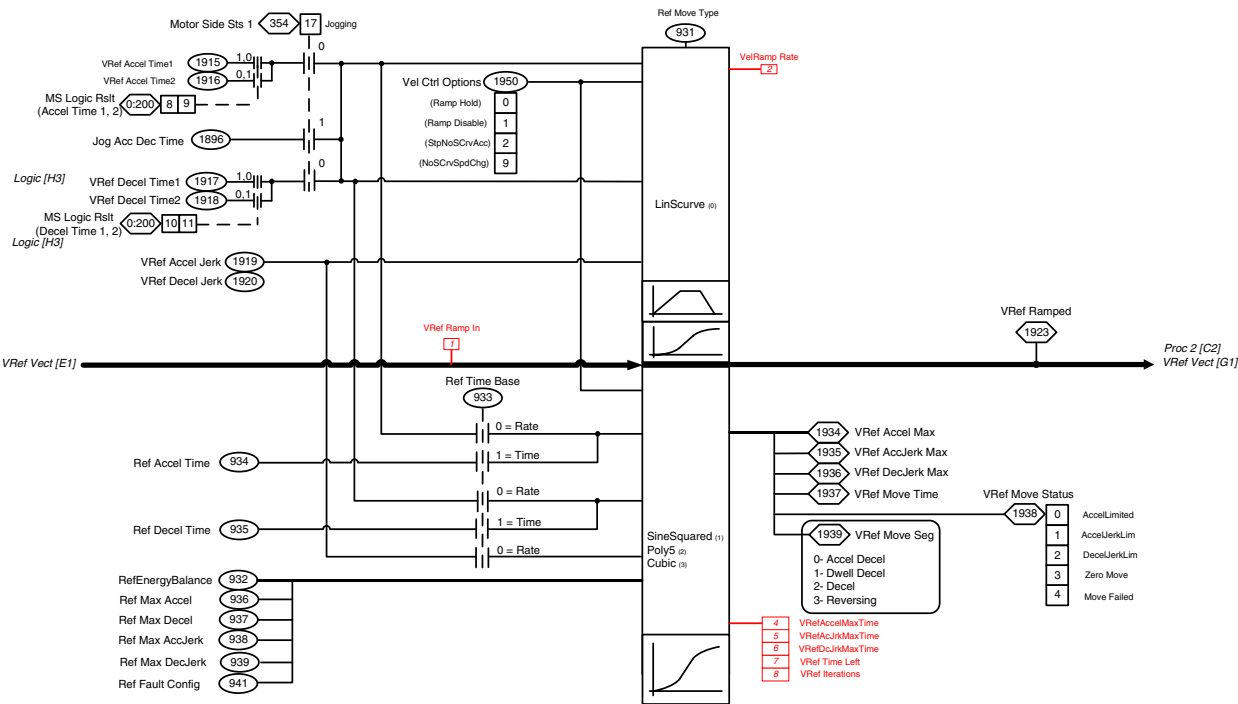 Ref Move Type
931
Motor Side Sts 1 354 17 Jogging
0
VRef Accel Time1 1915 1,0
VRef Accel Time2 1916 0,1
MS Logic Rslt
(Accel Time 1, 2)
0:200 8 9
Jog Acc Dec Time 1896
1
0
Logic [H3]
VRef Decel Time1 1917 1,0
VRef Decel Time2 1918 0,1
MS Logic Rslt
(Decel Time 1, 2)
0:200 10 11
Logic [H3]
VRef Accel Jerk 1919
VRef Decel Jerk 1920
Vel Ctrl Options 1950
(Ramp Hold) 0
(Ramp Disable) 1
(StpNoSCrvAcc) 2
(NoSCrvSpdChg) 9
VelRamp Rate
2
LinScurve (0)
VRef Ramp In
1
VRef Vect [E1]
VRef Ramped
1923
Proc 2 [C2]
VRef Vect [G1]
Ref Time Base
933
0 = Rate
Ref Accel Time 934
1 = Time
0 = Rate
Ref Decel Time 935
1 = Time
0 = Rate
SineSquared (1)
Poly5 (2)
Cubic (3)
RefEnergyBalance 932
Ref Max Accel 936
Ref Max Decel 937
Ref Max AccJerk 938
Ref Max DecJerk 939
Ref Fault Config 941
1934 VRef Accel Max
1935 VRef AccJerk Max
1936 VRef DecJerk Max
1937 VRef Move Time
VRef Move Status
1938 0 AccelLimited
1 AccelJerkLim
2 DecelJerkLim
3 Zero Move
4 Move Failed
1939 VRef Move Seg
0- Accel Decel
1- Dwell Decel
2- Decel
3- Reversing
4 VRefAccelMaxTime
5 VRefAcJrkMaxTime
6 VRefDcJrkMaxTime
7 VRef Time Left
8 VRef Iterations